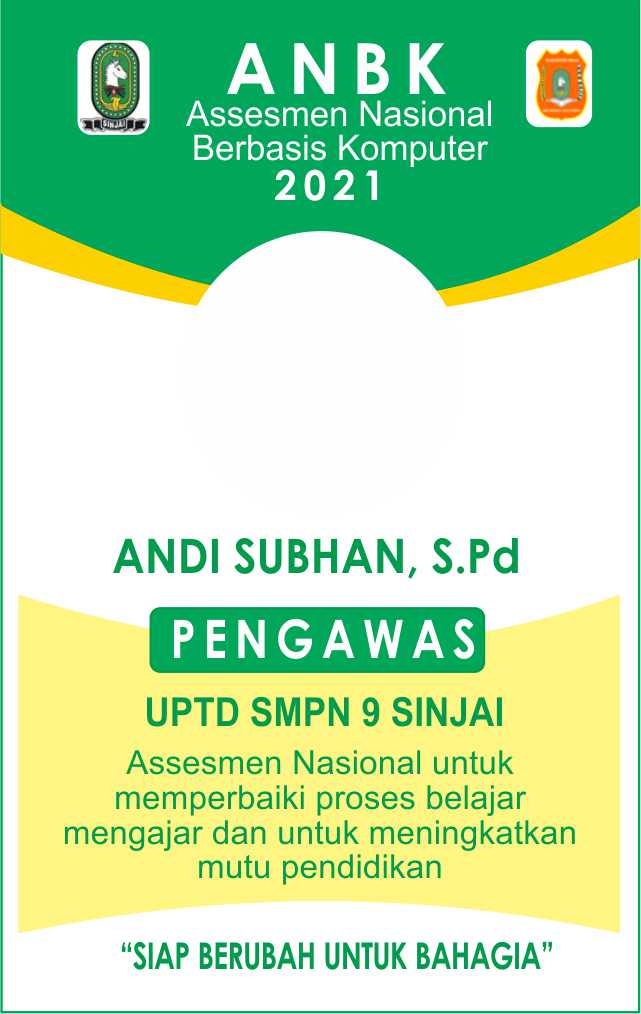 ANBK
Assesmen Nasional
Berbasis Komputer
2021
SINJAI
ANDI SUBHAN, S.Pd
PENGAWAS
UPTD SMPN 9 SINJAI
Assesmen Nasional untuk
memperbaiki proses belajar
mengajar dan untuk meningkatkan
mutu pendidikan
“SIAP BERUBAH UNTUK BAHAGIA”